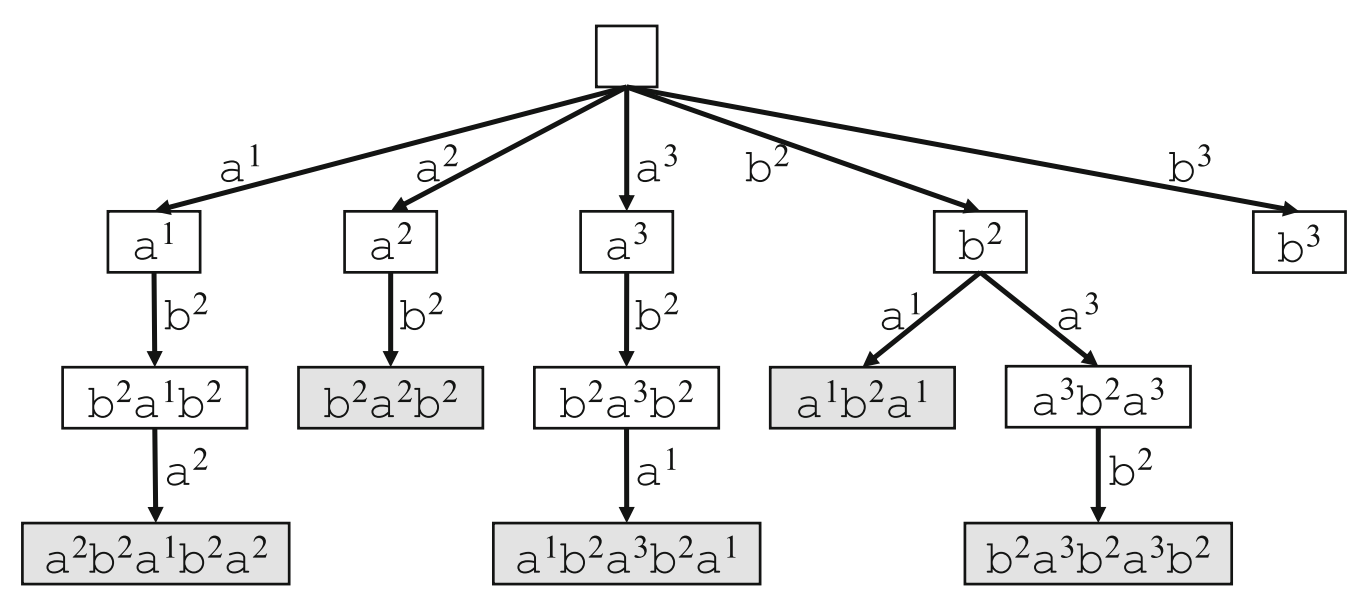 a¹ a² a³ b² b³
a¹ a² a³ b² b³
b² b² b² a¹ a³
b²a¹b² b²a²b² b²a³b² a¹b²a¹ a³b²a³
a² a¹ b²
a²b²a¹b²a² a¹b²a³b²a¹ b²a³b²a³b²